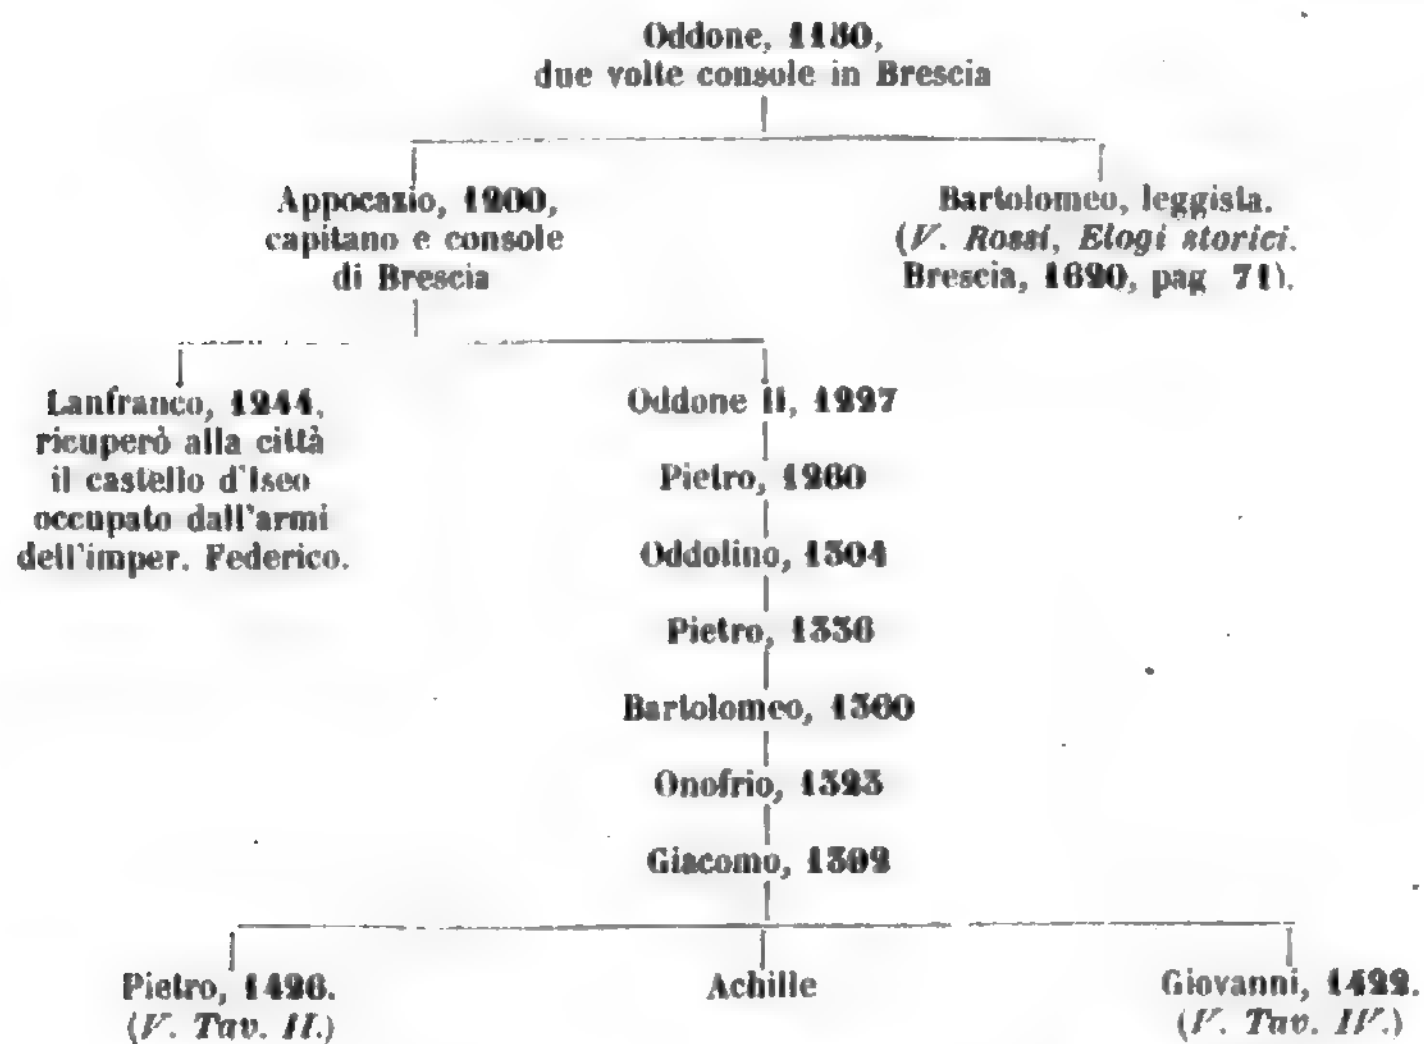 Oddone, 1180,
due volte console in Brescia
Appocazio, 1200,
capitano e console
di Brescia
Bartolomeo, leggista.
(V. Rossi, Elogi storici.
Brescia, 1620, pag 71).
Lanfranco, 1244,
ricuperò alla città
il castello d'Iseo
occupato dall'armi
dell'imper. Federico.
Oddone II, 1227
Pietro, 1260
Oddolino, 1304
Pietro, 1336
Bartolomeo, 1360
Onofrio, 1323
Giacomo, 1392
Pietro, 1426.
(V. Tav. II.)
Achille
Giovanni, 1422.
(V. Tav. IV.)